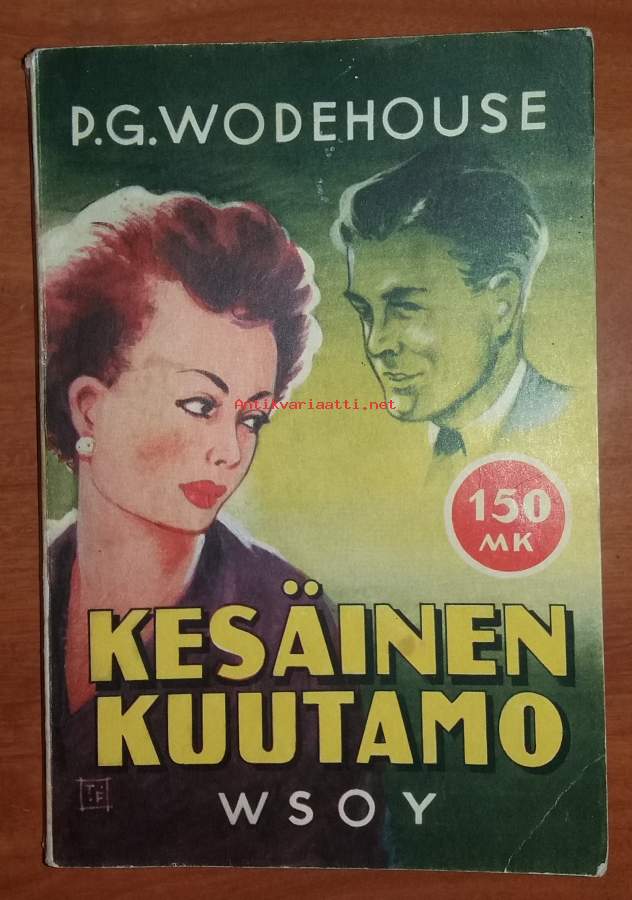 P.G.WODEHOUSE
Antikvariaatti.net
150
MK
KESÄINEN
KUUTAMO
T.F
WSOY